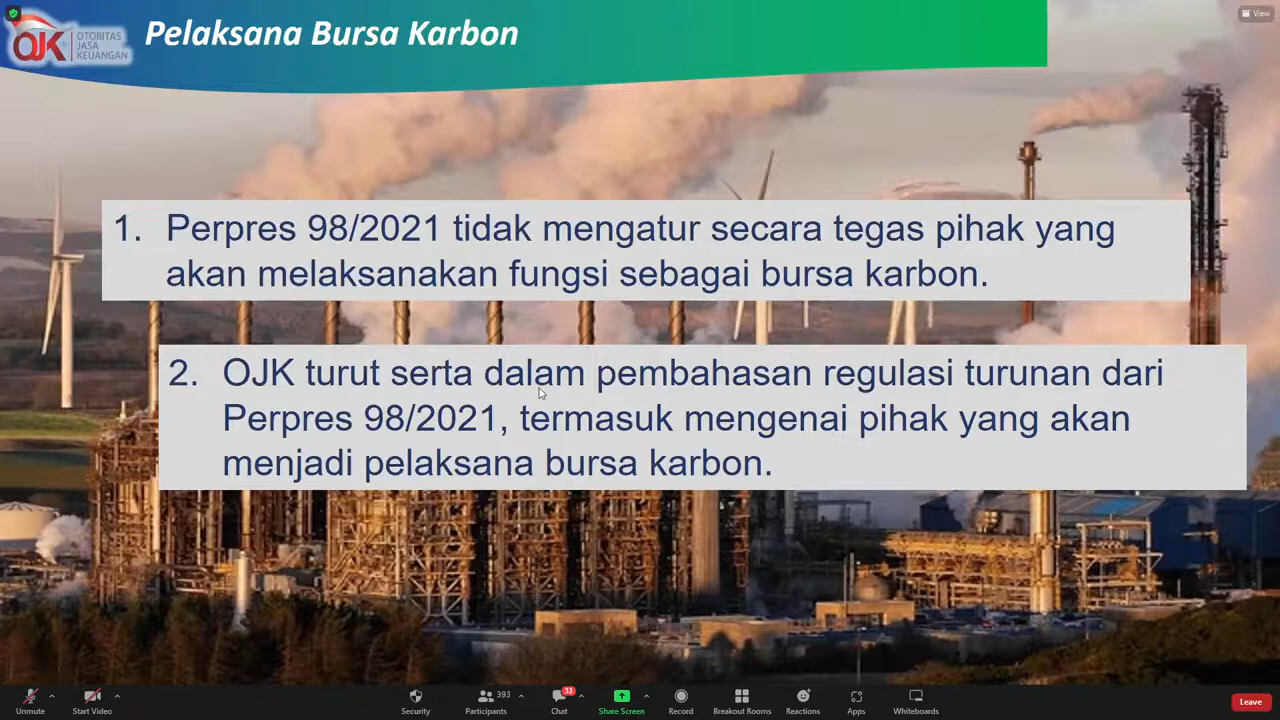 View
OJK
OTORITAS
JASA
KEUANGAN
Pelaksana Bursa Karbon
1. Perpres 98/2021 tidak mengatur secara tegas pihak yang
akan melaksanakan fungsi sebagai bursa karbon.
2. OJK turut serta dalam pembahasan regulasi turunan dari
Perpres 98/2021, termasuk mengenai pihak yang akan
menjadi pelaksana bursa karbon.
Unmute
Start Video
Security
Participants
393
Chat
33
Share Screen
Record
Breakout Rooms
Reactions
Apps
Whiteboards
Leave